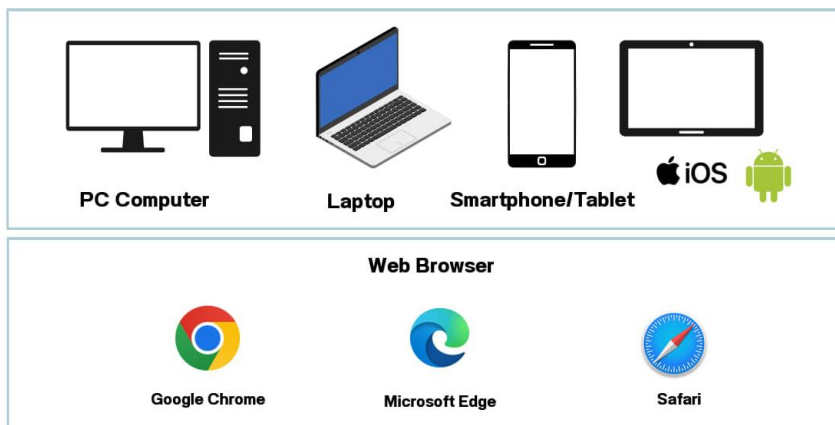 iOS
PC Computer
Laptop
Smartphone/Tablet
Web Browser
Google Chrome
Microsoft Edge
Safari